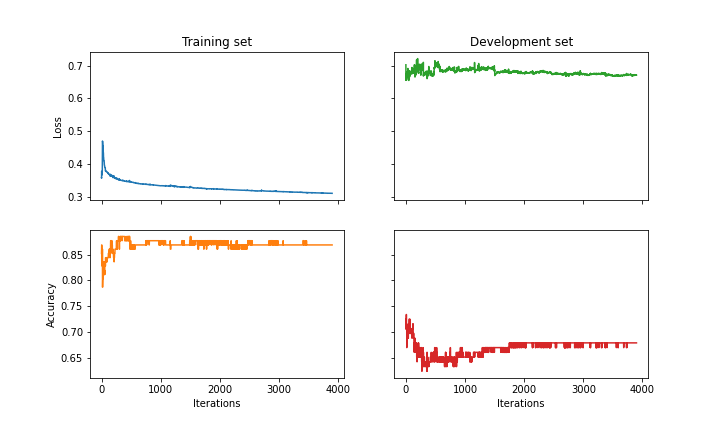 Training set
Development set
Loss
0.7
0.6
0.5
0.4
0.3
Accuracy
0.85
0.80
0.75
0.70
0.65
0 1000 2000 3000 4000
0 1000 2000 3000 4000
Iterations
Iterations